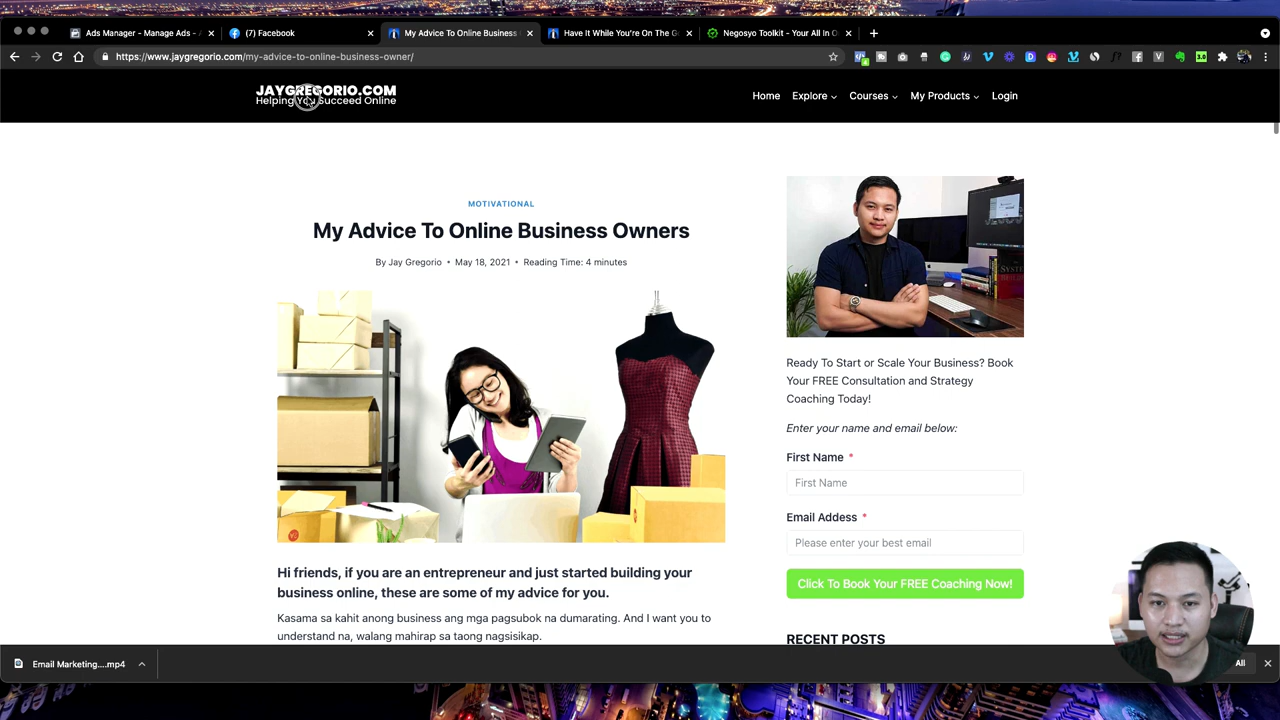 Ads Manager - Manage Ads -
(7) Facebook
My Advice To Online Business
Have It While You're On The G
Negosyo Toolkit - Your All In O
https://www.jaygregorio.com/my-advice-to-online-business-owner/
JAYGREGORIO.COM
Helping You Succeed Online
Home
Explore
Courses
My Products
Login
MOTIVATIONAL
My Advice To Online Business Owners
By Jay Gregorio • May 18, 2021 • Reading Time: 4 minutes
Hi friends, if you are an entrepreneur and just started building your
business online, these are some of my advice for you.
Kasama sa kahit anong business ang mga pagsubok na dumarating. And I want you to
understand na, walang mahirap sa taong nagsisikap.
Ready To Start or Scale Your Business? Book
Your FREE Consultation and Strategy
Coaching Today!
Enter your name and email below:
First Name *
First Name
Email Addess *
Please enter your best email
Click To Book Your FREE Coaching Now!
RECENT POSTS
Email Marketing....mp4
All